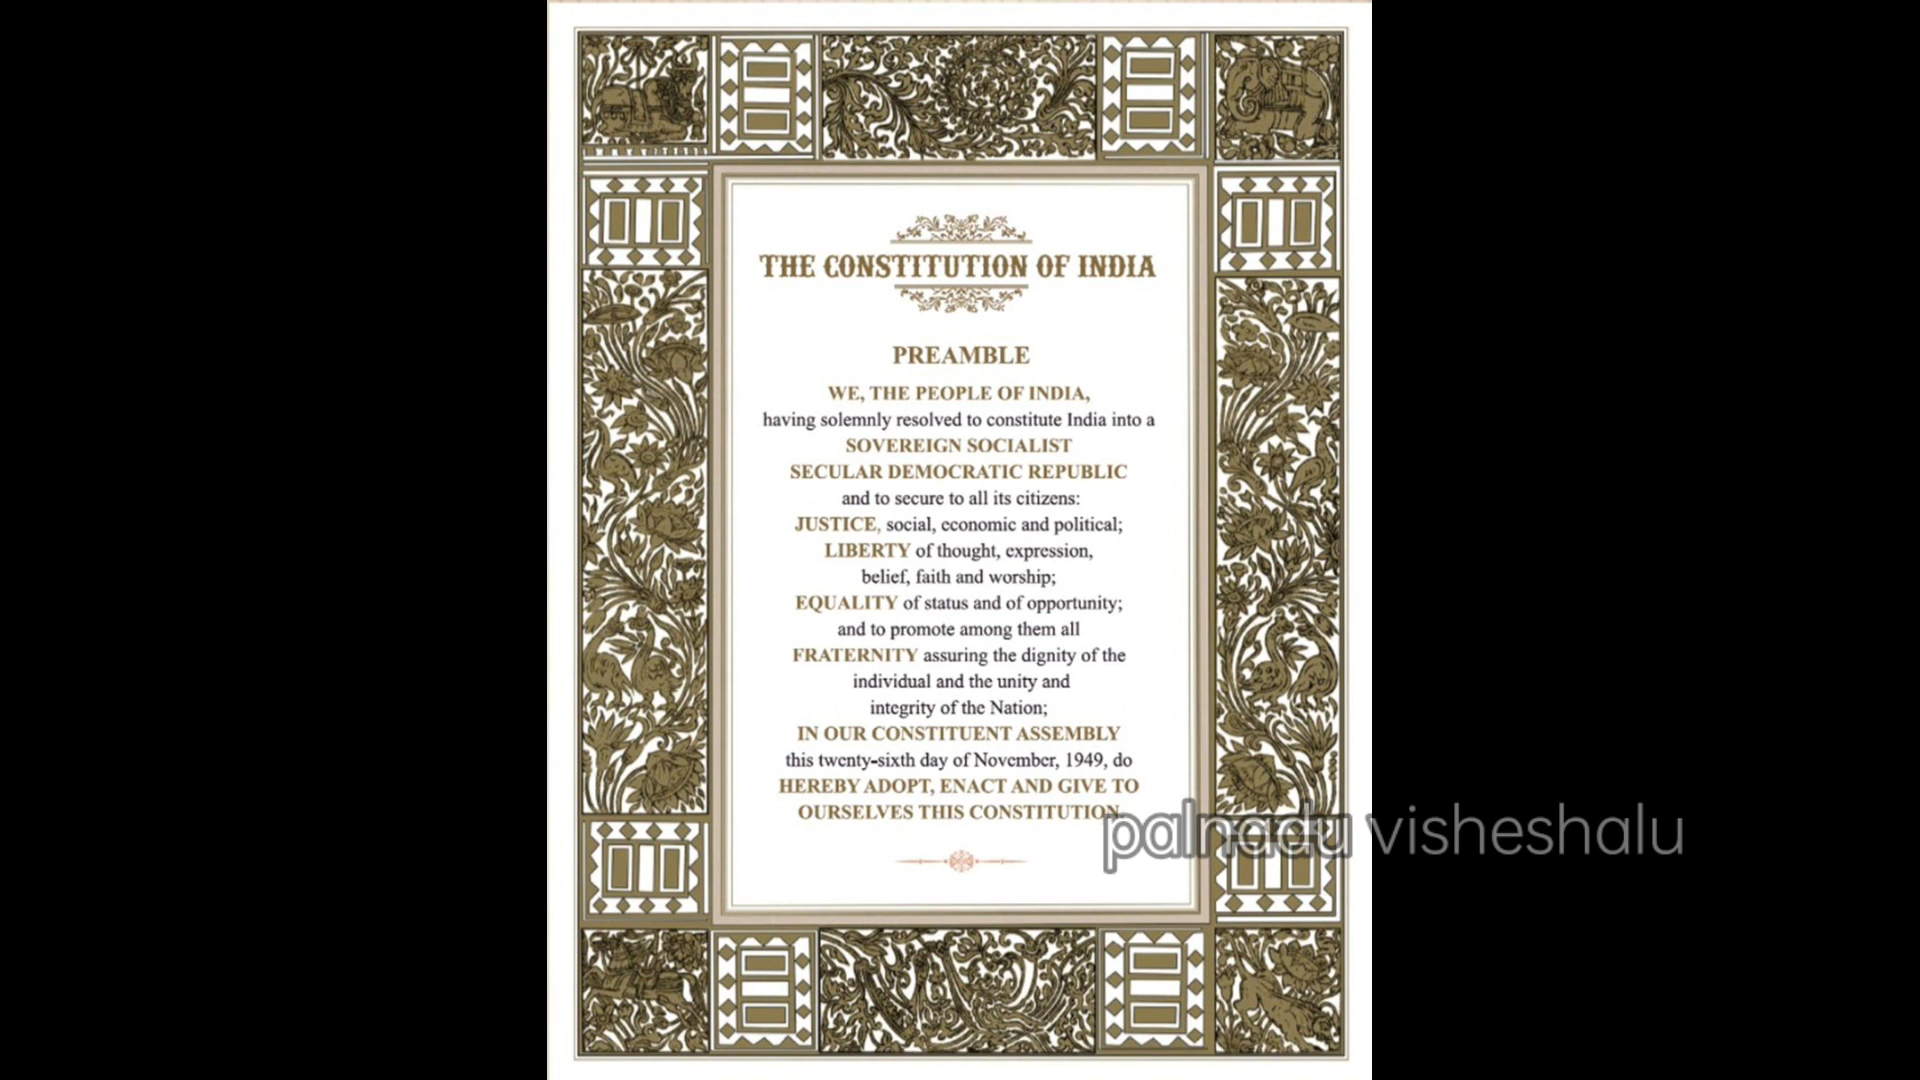 THE CONSTITUTION OF INDIA
PREAMBLE
WE, THE PEOPLE OF INDIA,
having solemnly resolved to constitute India into a
SOVEREIGN SOCIALIST
SECULAR DEMOCRATIC REPUBLIC
and to secure to all its citizens:
JUSTICE, social, economic and political;
LIBERTY of thought, expression,
belief, faith and worship;
EQUALITY of status and of opportunity;
and to promote among them all
FRATERNITY assuring the dignity of the
individual and the unity and
integrity of the Nation;
IN OUR CONSTITUENT ASSEMBLY
this twenty-sixth day of November, 1949, do
HEREBY ADOPT, ENACT AND GIVE TO
OURSELVES THIS CONSTITUTION
palnadu visheshalu